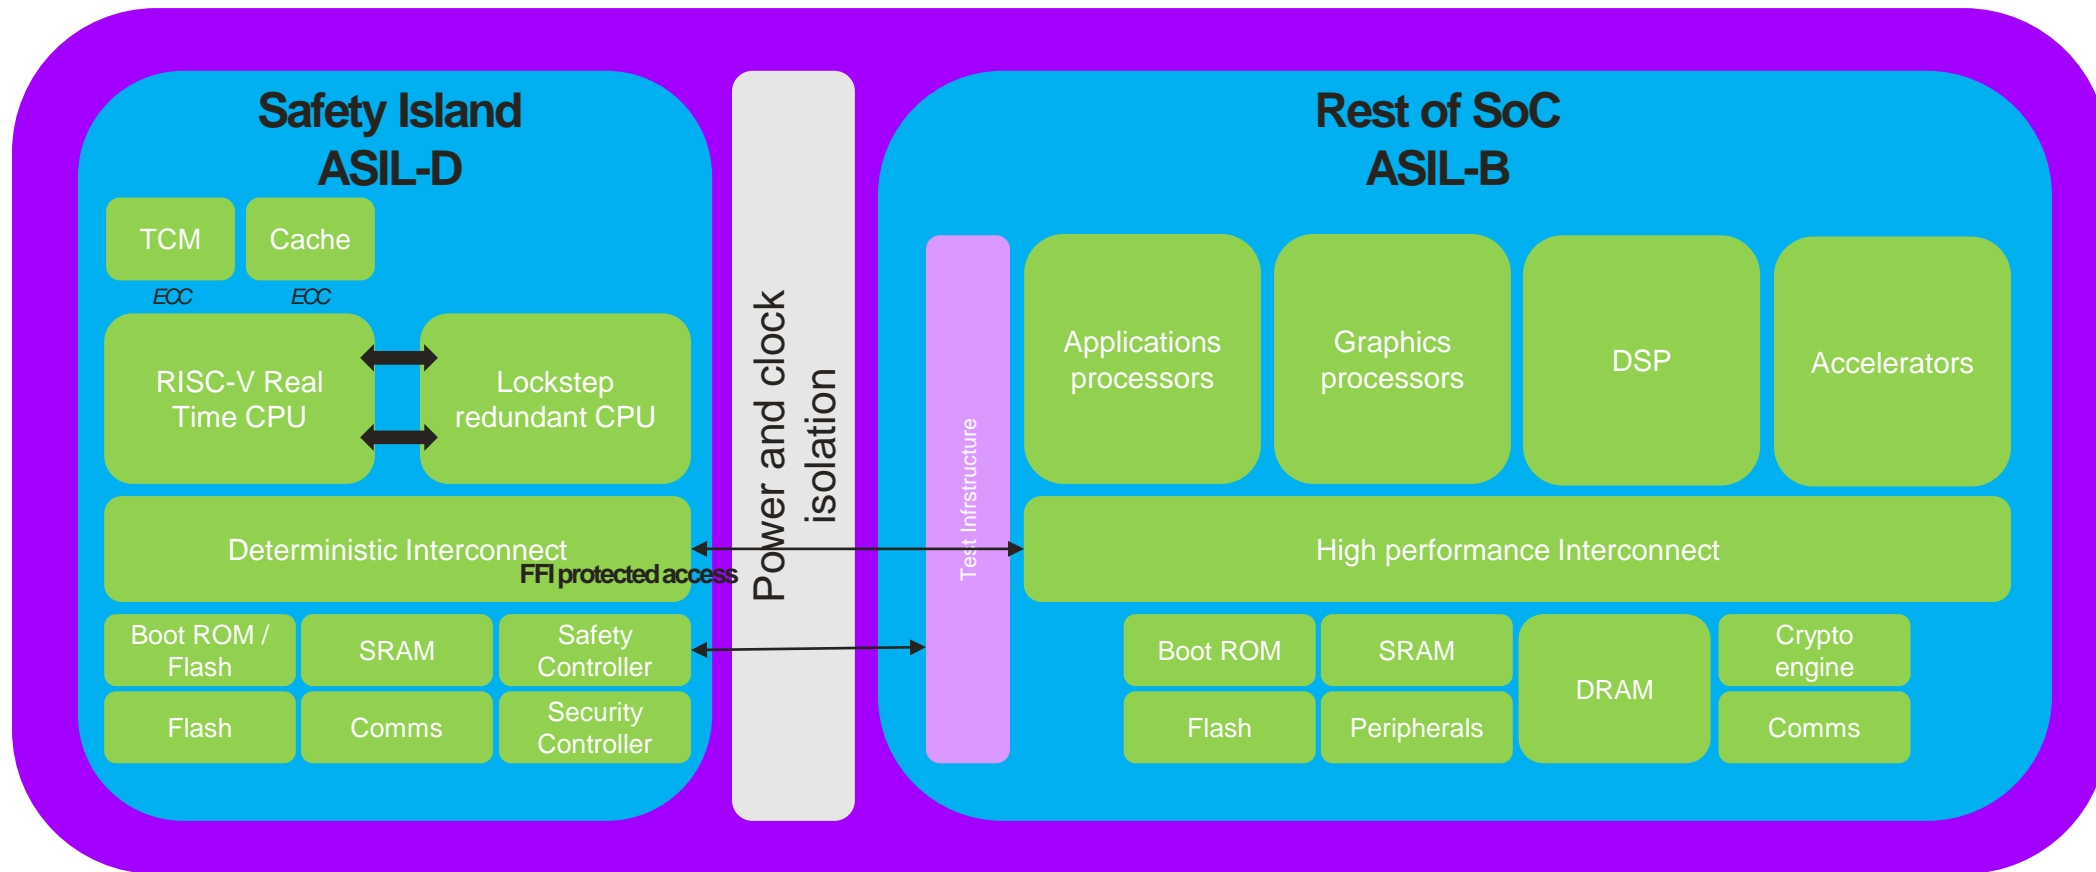 Safety Island
ASIL-D
TCM
Cache
ECC
ECC
RISC-V Real
Time CPU
Lockstep
redundant CPU
Deterministic Interconnect
FFI protected access
Boot ROM /
Flash
SRAM
Safety
Controller
Flash
Comms
Security
Controller
Power and clock
isolation
Rest of SoC
ASIL-B
Test Infrstructure
Applications
processors
Graphics
processors
DSP
Accelerators
High performance Interconnect
Boot ROM
SRAM
DRAM
Crypto
engine
Flash
Peripherals
Comms